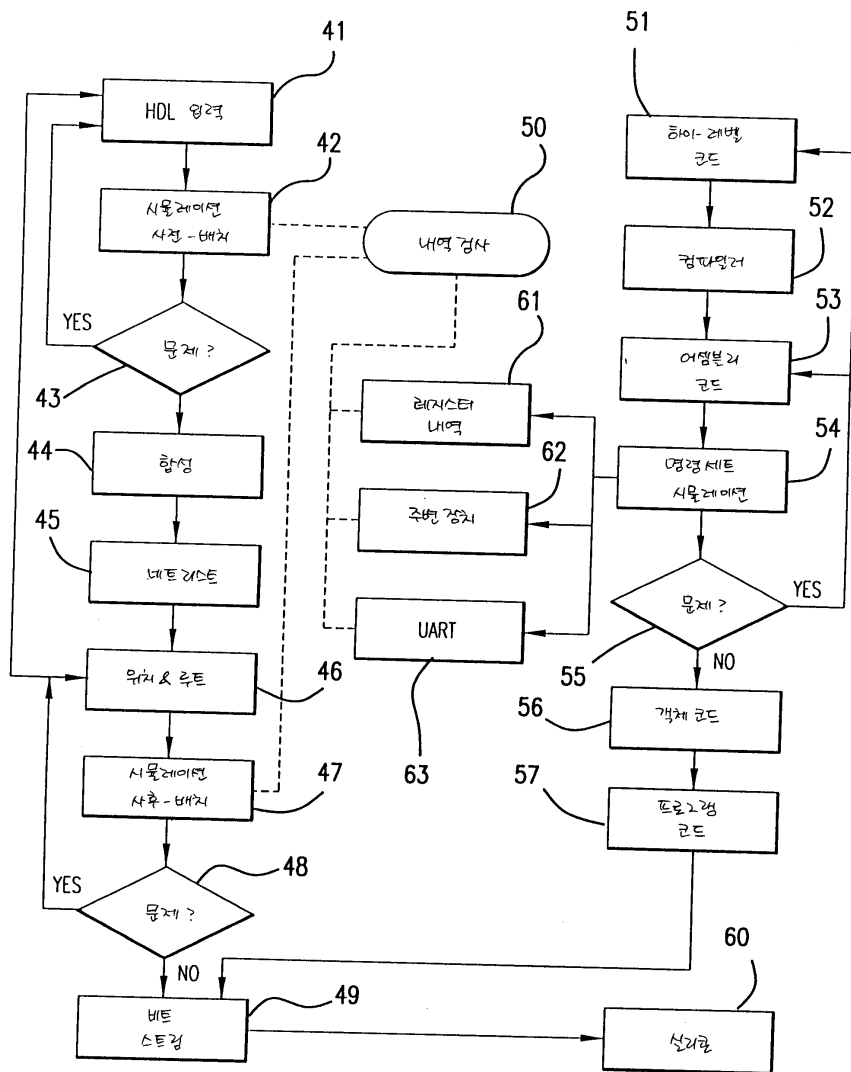 41
HDL 입력
42
시뮬레이션
사전-배치
YES
문제?
43
44
합성
45
네트리스트
위치 & 루트
46
시뮬레이션
사후-배치
47
48
YES
문제?
NO
비트
스트림
49
50
내역 검사
61
레지스터
내역
62
주변 장치
UART
63
51
하이-레벨
코드
52
컴파일러
53
어셈블리
코드
54
명령세트
시뮬레이션
문제?
YES
55
NO
56
객체 코드
57
프로그램
코드
60
실리콘